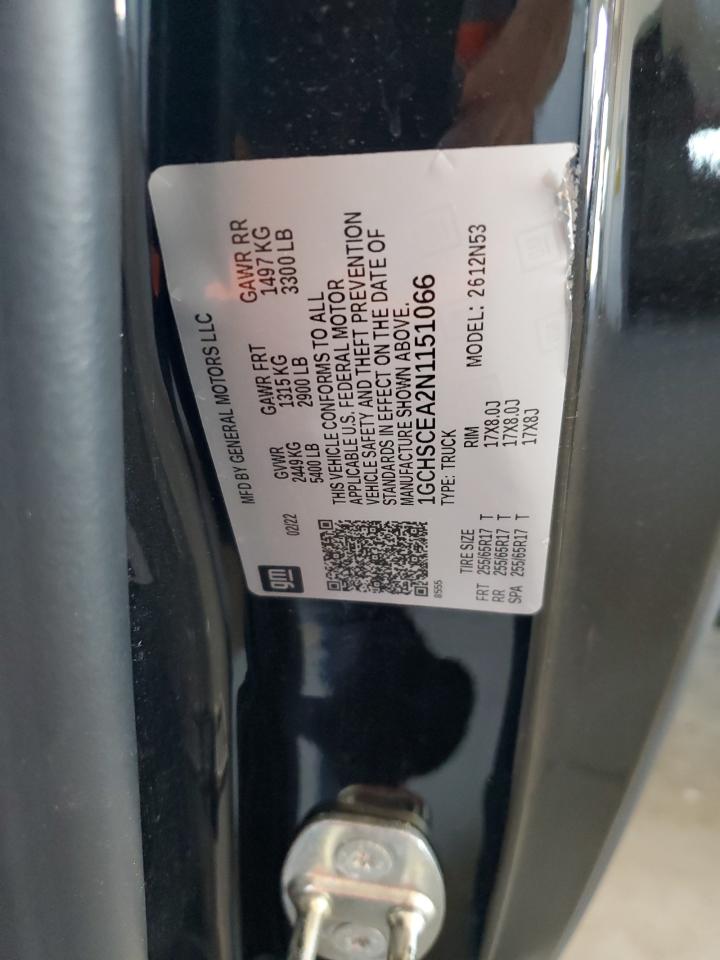 gm
MFD BY GENERAL MOTORS LLC
02/22
GVWR GAWR FRT GAWR RR
2449 KG 1315 KG 1497 KG
5400 LB 2900 LB 3300 LB
THIS VEHICLE CONFORMS TO ALL
APPLICABLE U.S. FEDERAL MOTOR
VEHICLE SAFETY AND THEFT PREVENTION
STANDARDS IN EFFECT ON THE DATE OF
MANUFACTURE SHOWN ABOVE.
1GCHSCEA2N1151066
8555 TYPE: TRUCK
MODEL: 2612N53
TIRE SIZE RIM
FRT 255/65R17 T 17X8.0J
RR 255/65R17 T 17X8.0J
SPA 255/65R17 T 17X8J